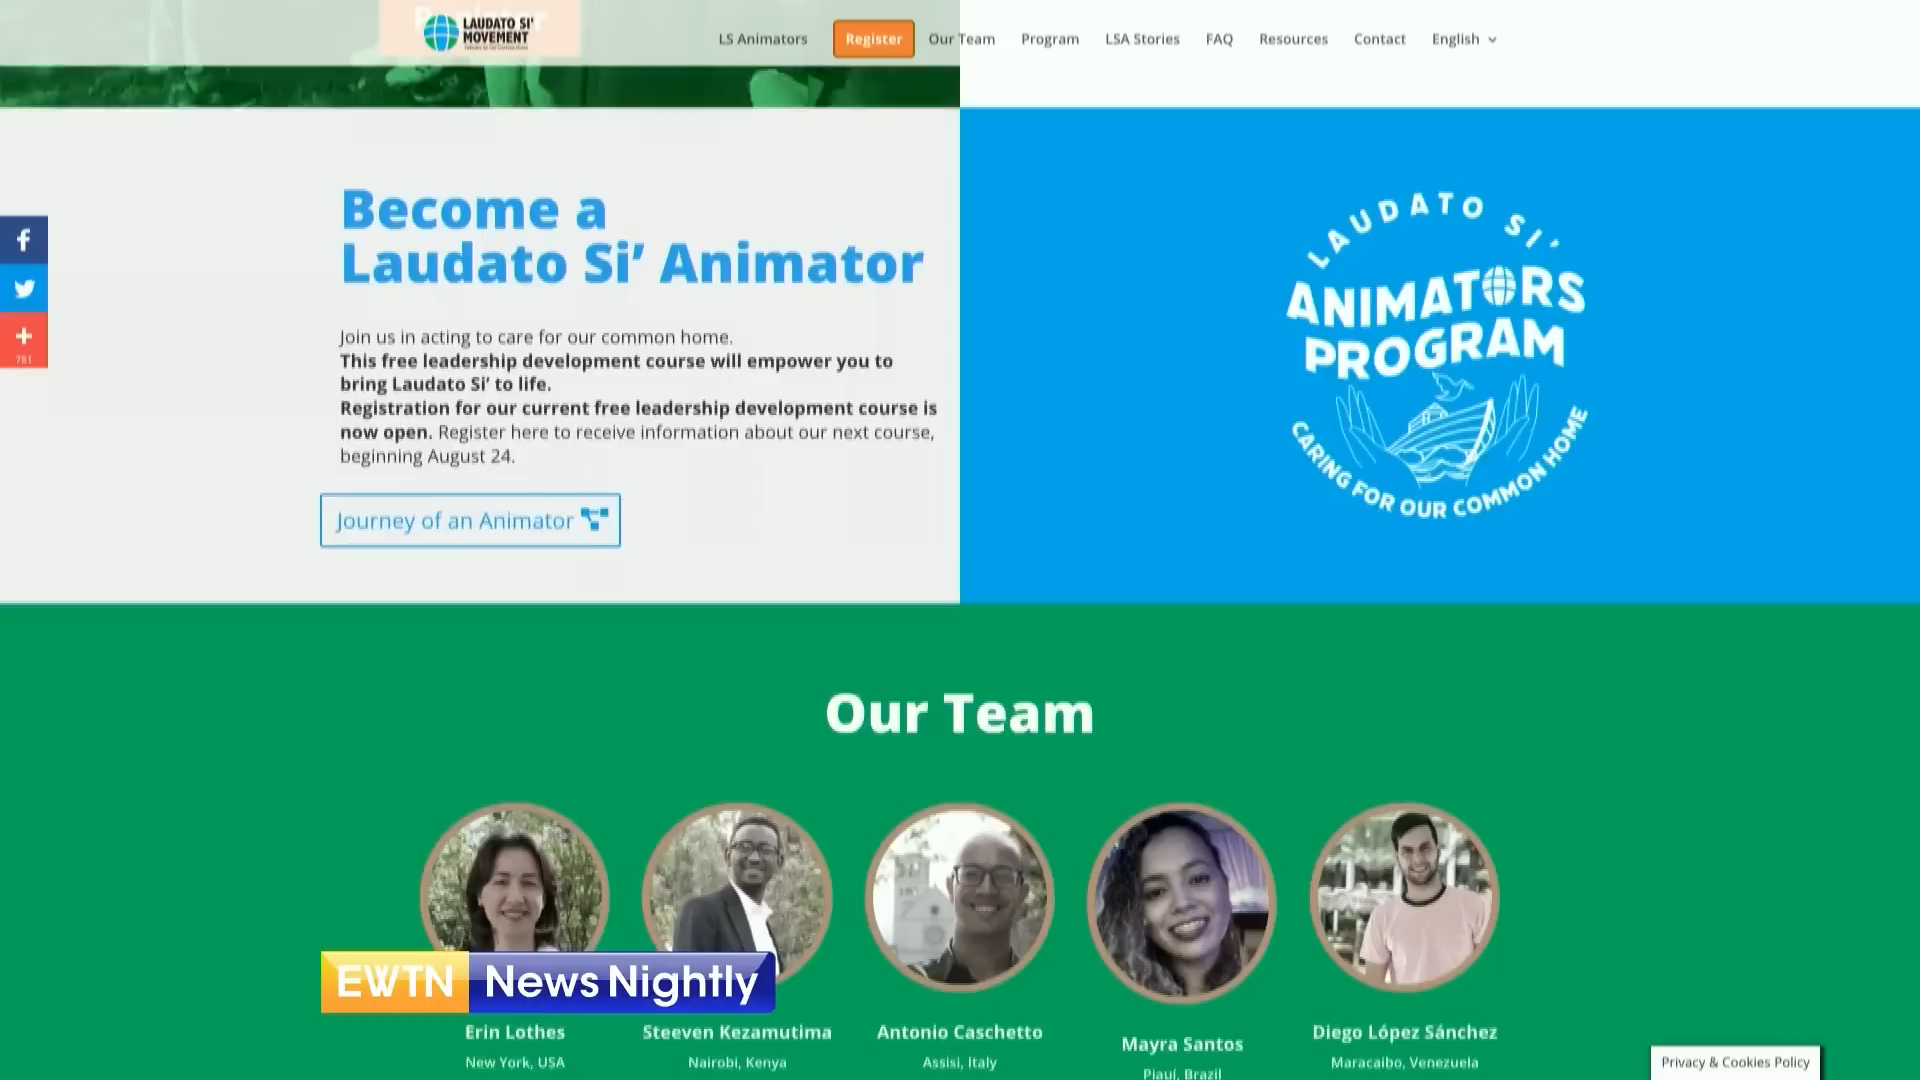 LAUDATO SI'
MOVEMENT
LS Animators
Register
Our Team
Program
LSA Stories
FAQ
Resources
Contact
English
781
Become a
Laudato Si’ Animator
Join us in acting to care for our common home.
This free leadership development course will empower you to
bring Laudato Si’ to life.
Registration for our current free leadership development course is
now open. Register here to receive information about our next course,
beginning August 24.
Journey of an Animator
LAUDATO SI’
ANIMATORS
PROGRAM
CARING FOR OUR COMMON HOME
Our Team
EWTN News Nightly
Erin Lothes
New York, USA
Steeven Kezamutima
Nairobi, Kenya
Antonio Caschetto
Assisi, Italy
Mayra Santos
Piauí, Brazil
Diego López Sánchez
Maracaibo, Venezuela
Privacy & Cookies Policy